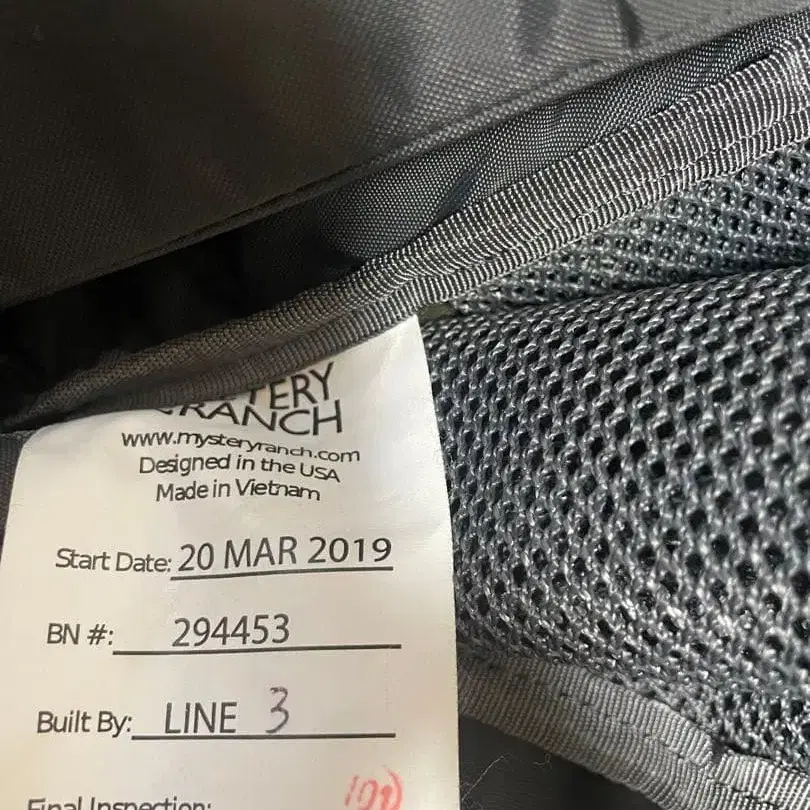 RANCH
www.mysteryranch.com
Designed in the USA
Made in Vietnam
Start Date: 20 MAR 2019
BN #: 294453
Built By: LINE 3
Final Inspection: